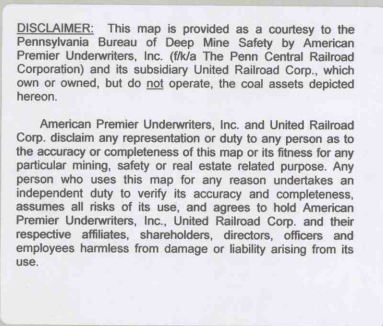 DISCLAIMER: This map is provided as a courtesy to the
Pennsylvania Bureau of Deep Mine Safety by American
Premier Underwriters, Inc. (f/k/a The Penn Central Railroad
Corporation) and its subsidiary United Railroad Corp., which
own or owned, but do not operate, the coal assets depicted
hereon.
American Premier Underwriters, Inc. and United Railroad
Corp. disclaim any representation or duty to any person as to
the accuracy or completeness of this map or its fitness for any
particular mining, safety or real estate related purpose. Any
person who uses this map for any reason undertakes an
independent duty to verify its accuracy and completeness,
assumes all risks of its use, and agrees to hold American
Premier Underwriters, Inc., United Railroad Corp. and their
respective affiliates, shareholders, directors, officers and
employees harmless from damage or liability arising from its
use.